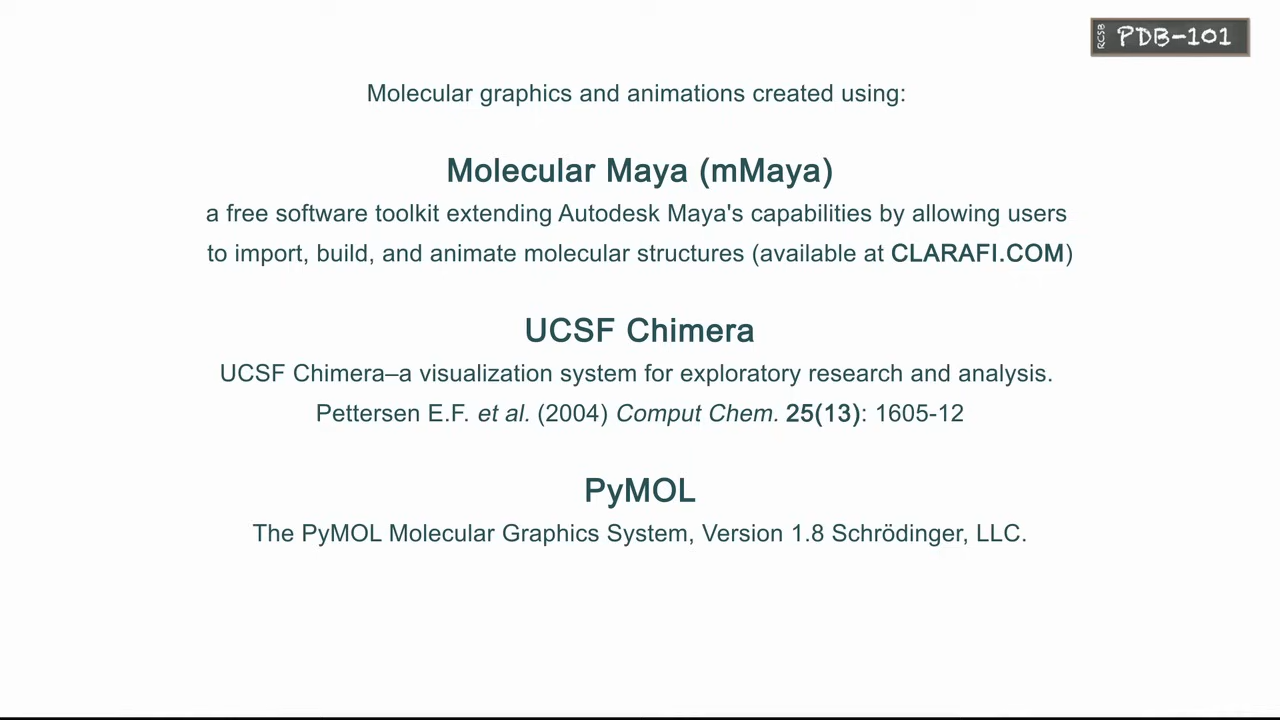 RCSB PDB-101
Molecular graphics and animations created using:
Molecular Maya (mMaya)
a free software toolkit extending Autodesk Maya's capabilities by allowing users
to import, build, and animate molecular structures (available at CLARAFI.COM)
UCSF Chimera
UCSF Chimera–a visualization system for exploratory research and analysis.
Pettersen E.F. et al. (2004) Comput Chem. 25(13): 1605-12
PyMOL
The PyMOL Molecular Graphics System, Version 1.8 Schrödinger, LLC.